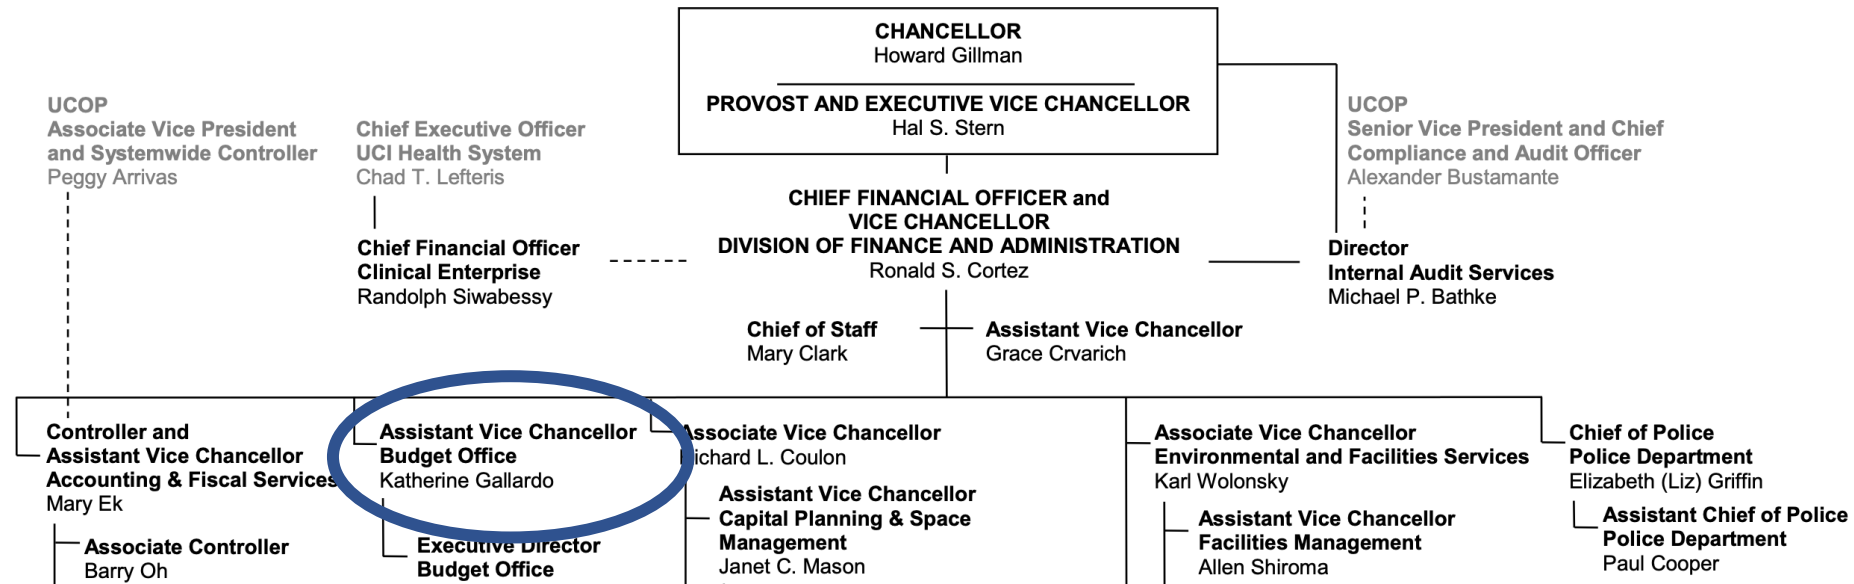 CHANCELLOR
Howard Gillman
PROVOST AND EXECUTIVE VICE CHANCELLOR
Hal S. Stern
UCOP
Associate Vice President
and Systemwide Controller
Peggy Arrivas
Chief Executive Officer
UCI Health System
Chad T. Lefteris
UCOP
Senior Vice President and Chief
Compliance and Audit Officer
Alexander Bustamante
CHIEF FINANCIAL OFFICER and
VICE CHANCELLOR
DIVISION OF FINANCE AND ADMINISTRATION
Ronald S. Cortez
Chief Financial Officer
Clinical Enterprise
Randolph Siwabessy
Director
Internal Audit Services
Michael P. Bathke
Chief of Staff
Mary Clark
Assistant Vice Chancellor
Grace Crvarich
Controller and
Assistant Vice Chancellor
Accounting & Fiscal Services
Mary Ek
Associate Controller
Barry Oh
Assistant Vice Chancellor
Budget Office
Katherine Gallardo
Executive Director
Budget Office
Associate Vice Chancellor
Richard L. Coulon
Assistant Vice Chancellor
Capital Planning & Space
Management
Janet C. Mason
Associate Vice Chancellor
Environmental and Facilities Services
Karl Wolonsky
Assistant Vice Chancellor
Facilities Management
Allen Shiroma
Chief of Police
Police Department
Elizabeth (Liz) Griffin
Assistant Chief of Police
Police Department
Paul Cooper